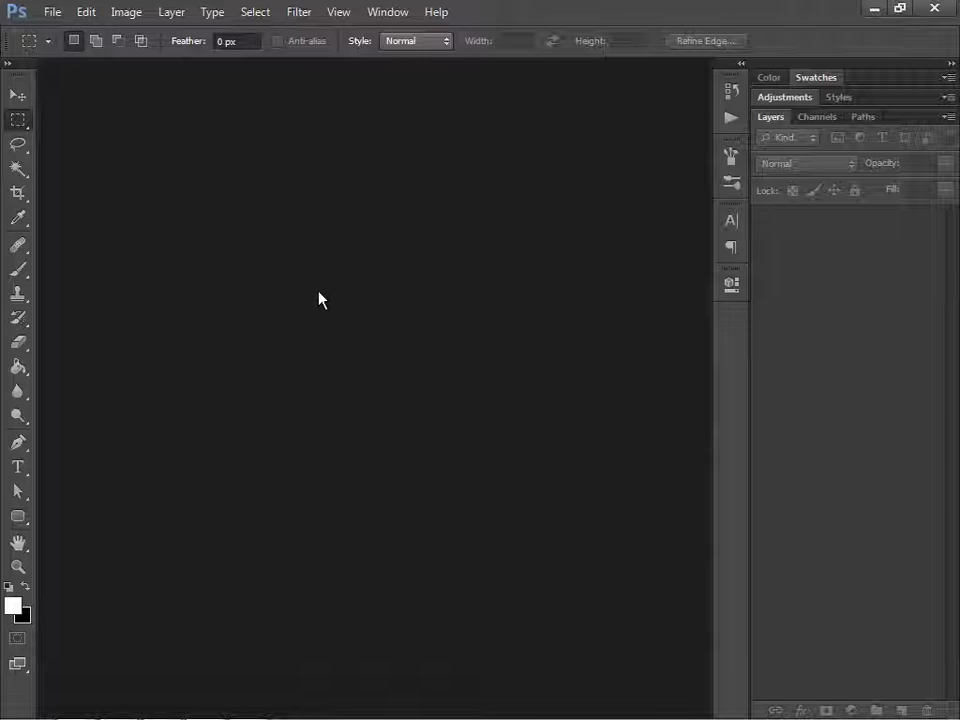 Ps File Edit Image Layer Type Select Filter View Window Help
Feather: 0 px Anti-alias Style: Normal Width: Height: Refine Edge...
Color Swatches
Adjustments Styles
Layers Channels Paths
Kind
Normal Opacity:
Lock: Fill: